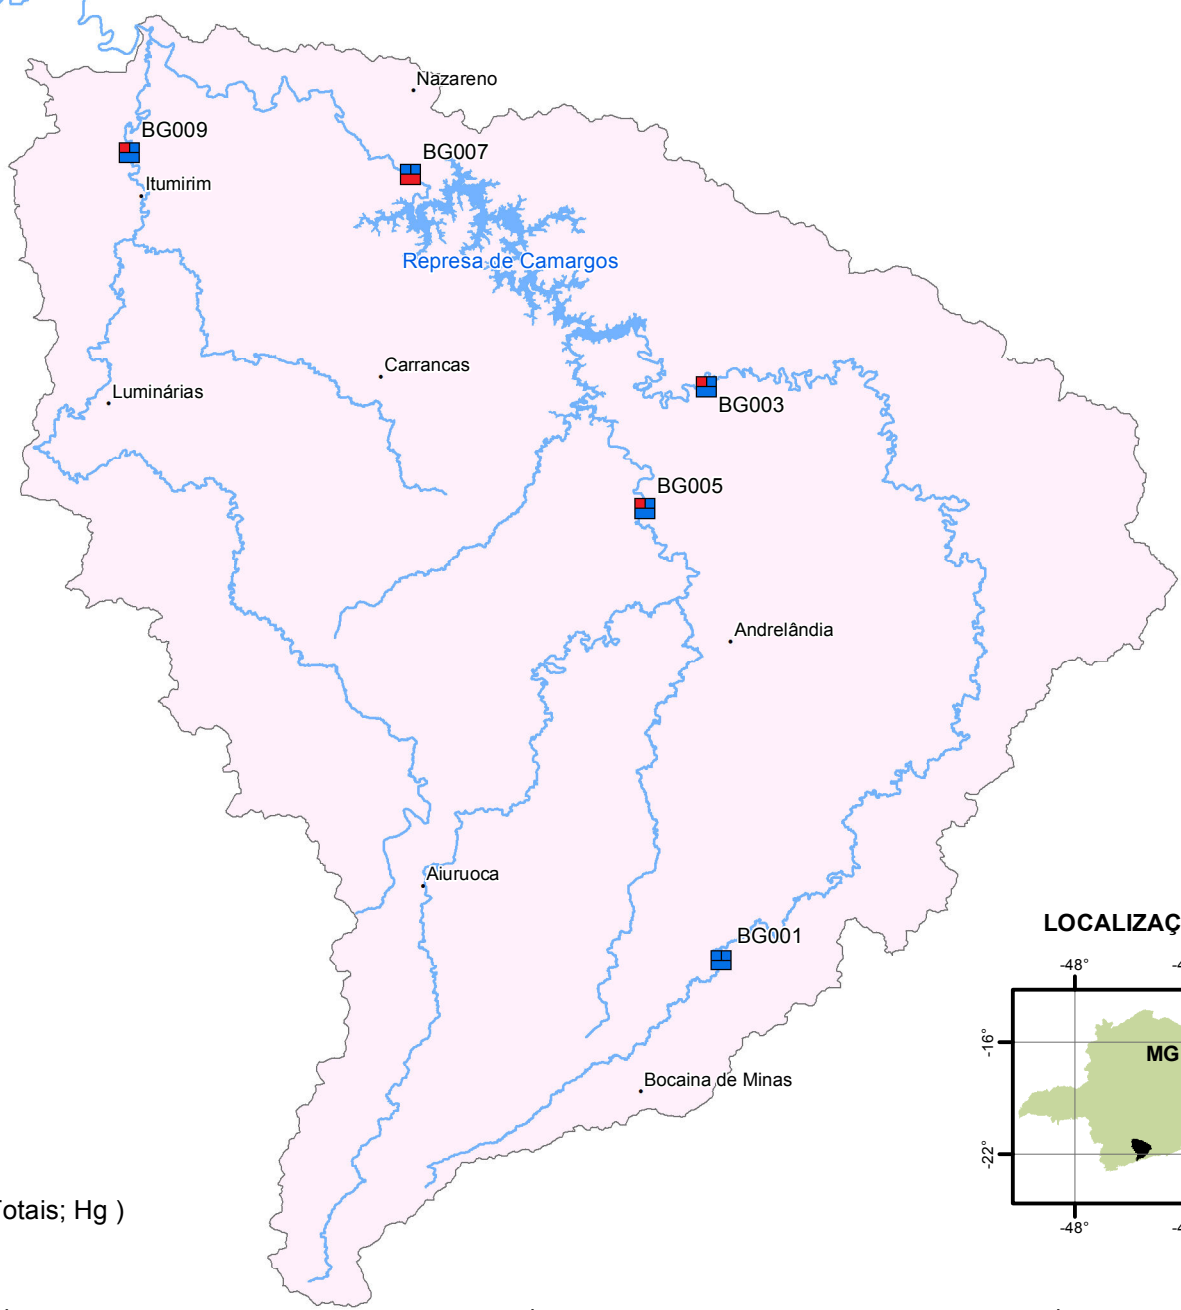 Nazareno
BG009
BG007
Itumirim
Represa de Camargos
Carrancas
Luminárias
BG003
BG005
Andrelândia
Aiuruoca
BG001
LOCALIZAÇ
-48°
-16°
MG
-22°
Bocaina de Minas
otais; Hg )
-48°